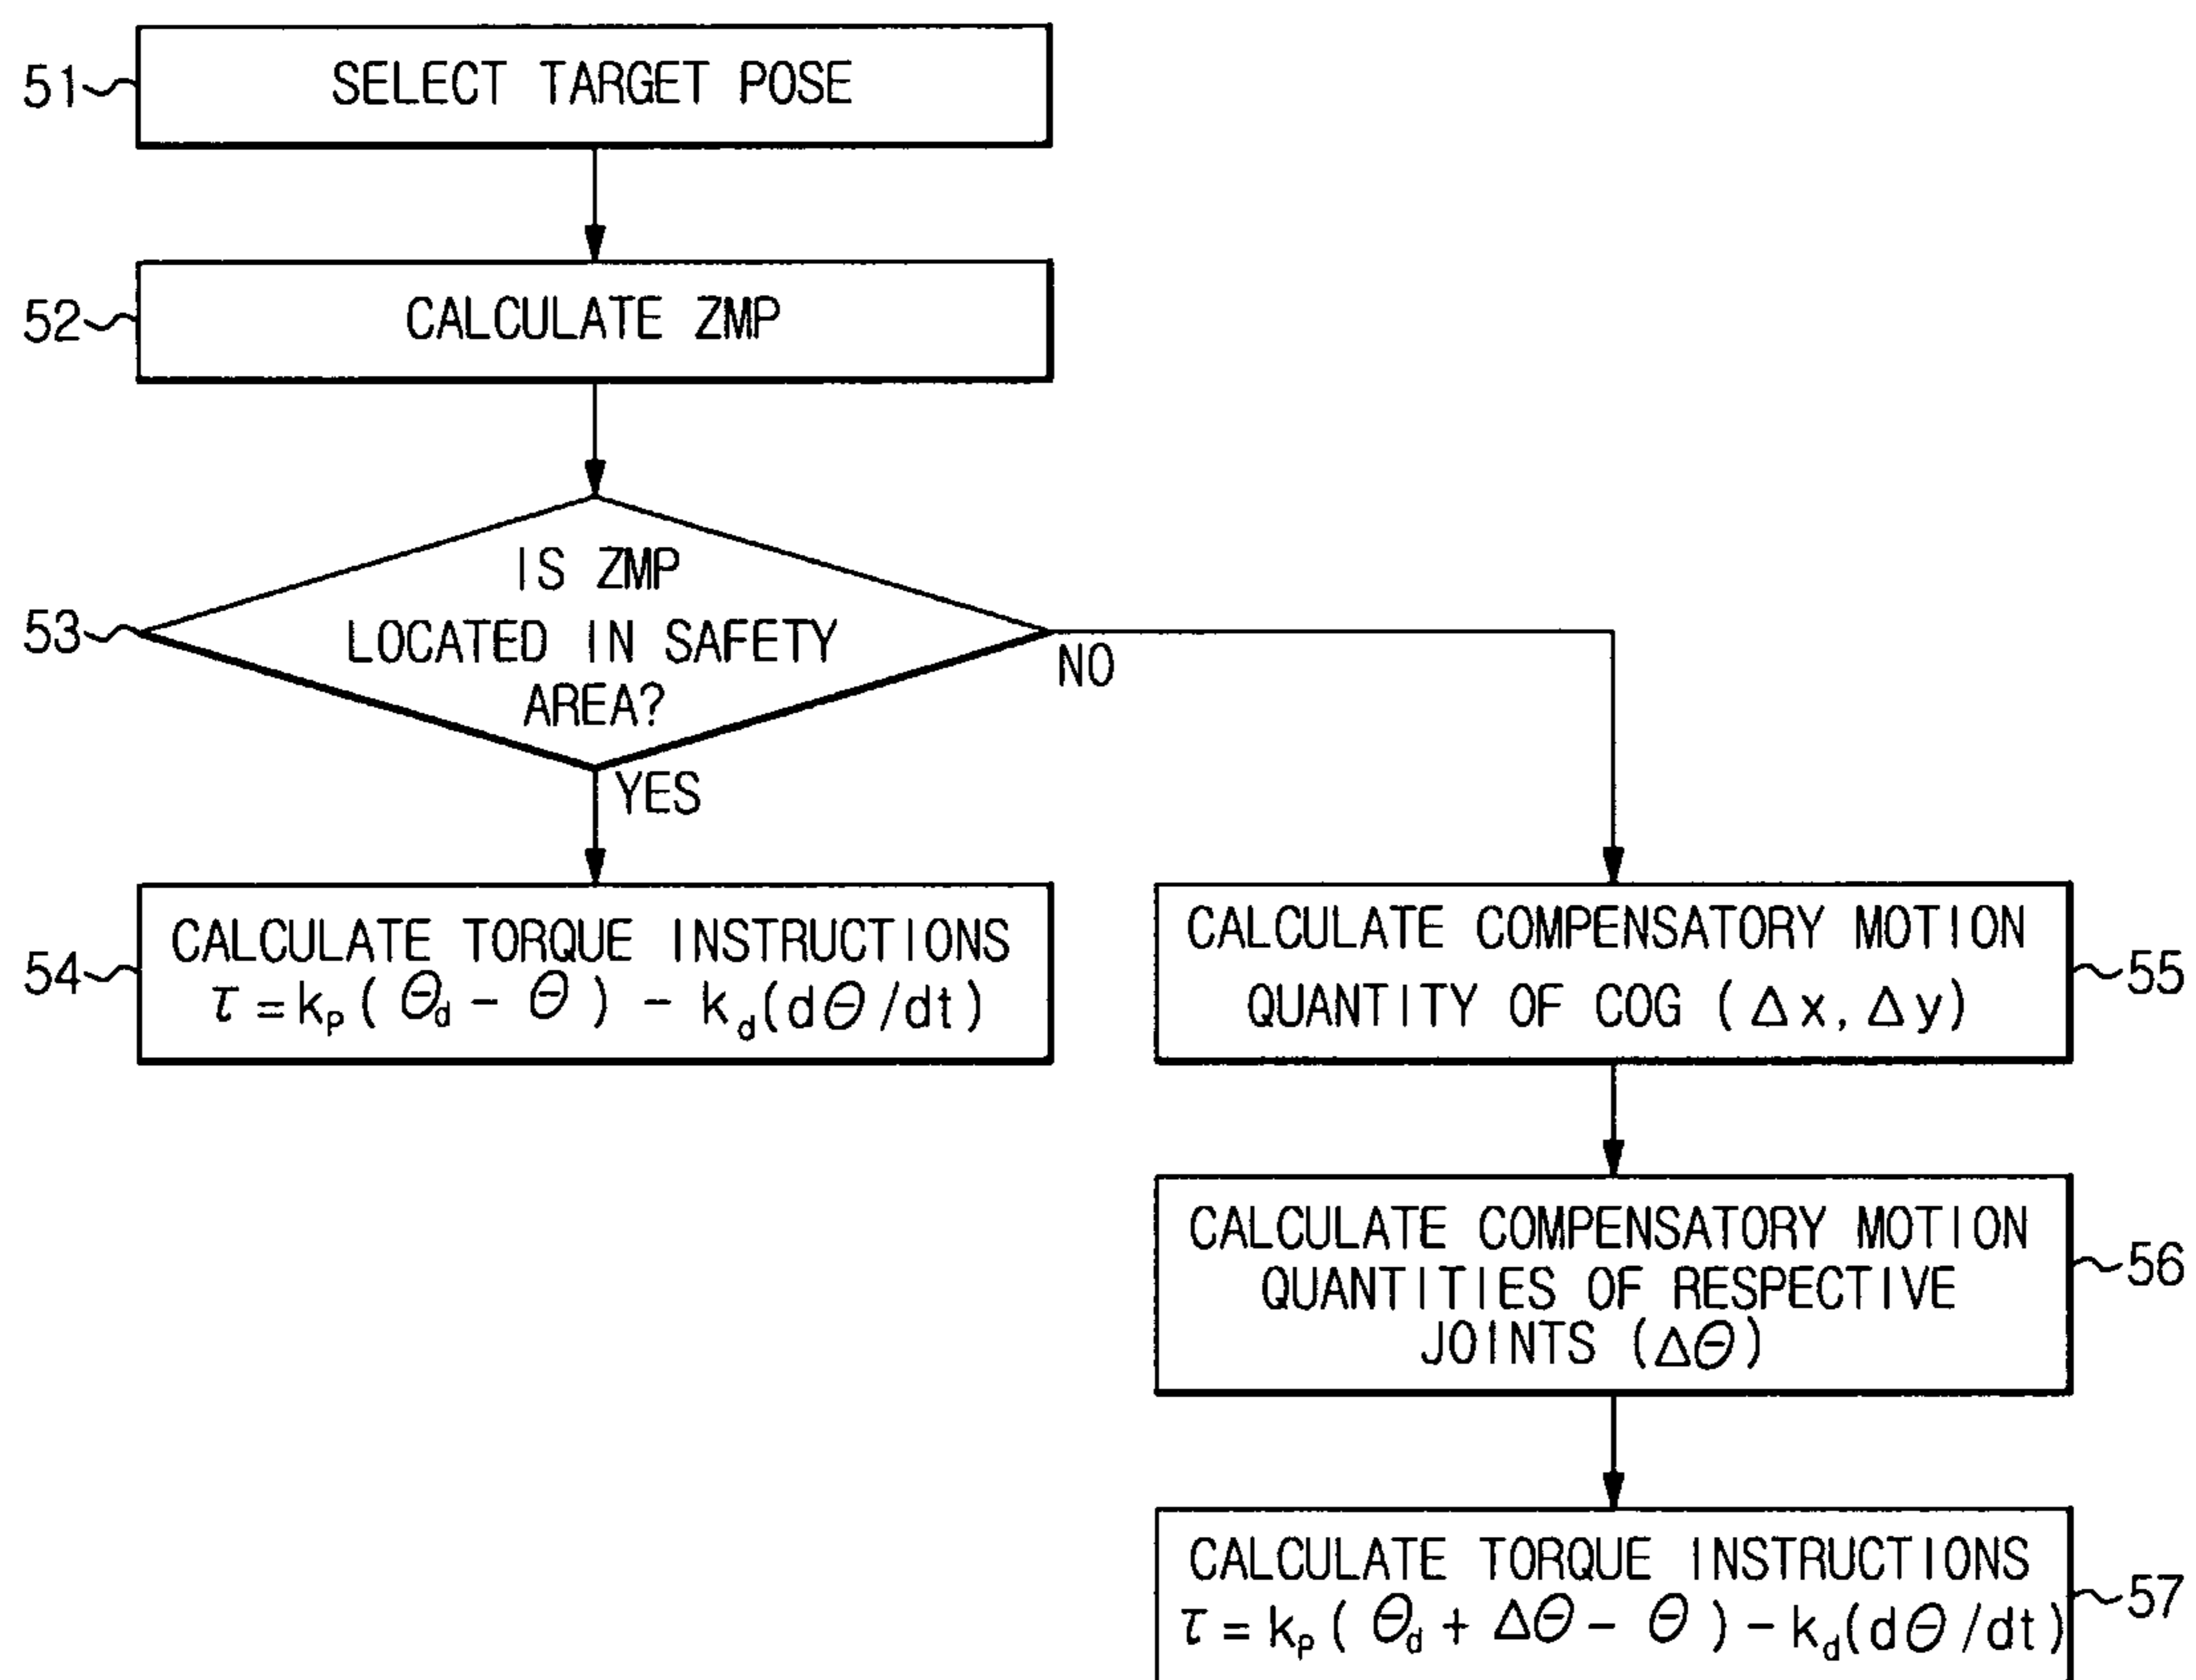 51
SELECT TARGET POSE
52
CALCULATE ZMP
53
IS ZMP
LOCATED IN SAFETY
AREA?
NO
YES
54
CALCULATE TORQUE INSTRUCTIONS
τ = kp ( θd - θ ) - kd(dθ/dt)
CALCULATE COMPENSATORY MOTION
QUANTITY OF COG (Δx, Δy)
55
CALCULATE COMPENSATORY MOTION
QUANTITIES OF RESPECTIVE
JOINTS (Δθ)
56
CALCULATE TORQUE INSTRUCTIONS
τ = kp ( θd + Δθ - θ ) - kd(dθ/dt)
57